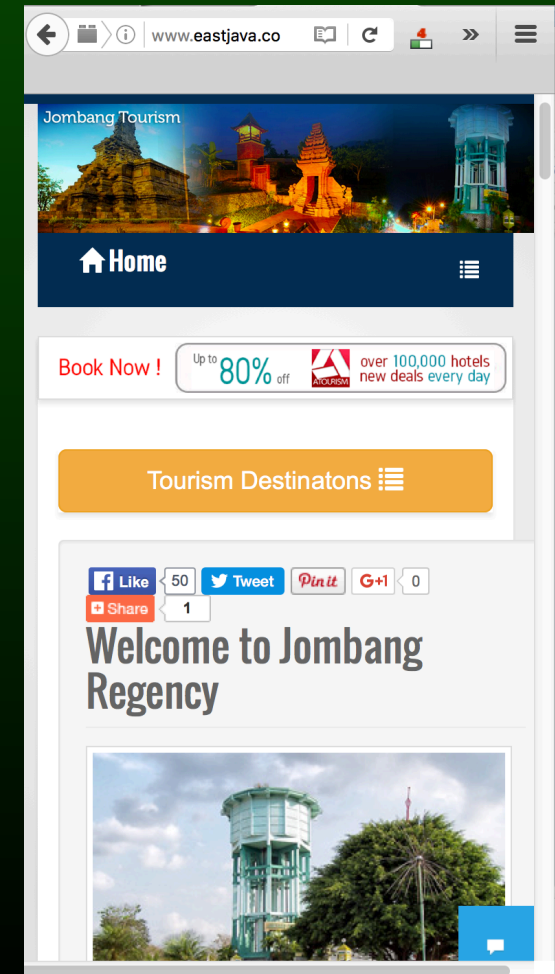 www.eastjava.co
4
Jombang Tourism
Home
Book Now !
Up to 80% off
ATOURISM
over 100,000 hotels
new deals every day
Tourism Destinatons
Like 50 Tweet Pin it G+1 0
Share 1
Welcome to Jombang
Regency